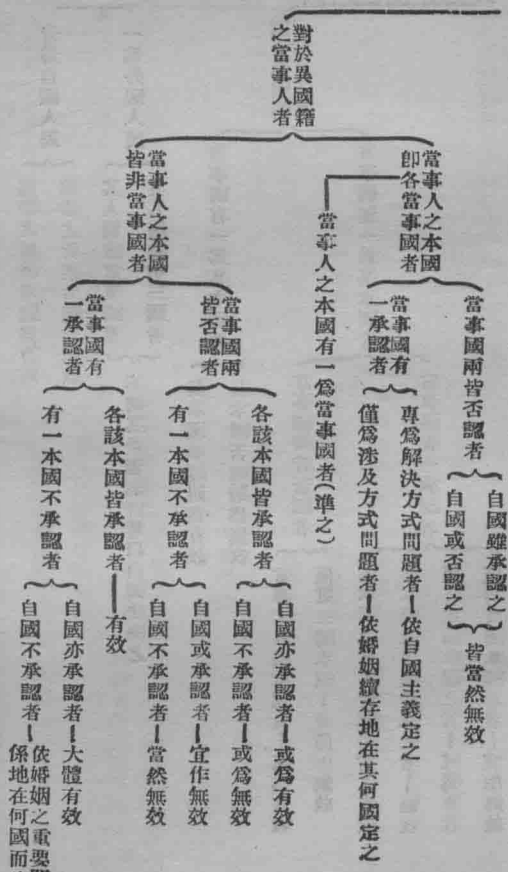 對於異國籍
之當事人者
當事人之本國
卽各當事國者
當事國兩皆否認者
自國雖承認之
自國或否認之
皆當然無效
當事國有
一承認者
專爲解決方式問題者—依自國主義定之
僅爲涉及方式問題者—依婚姻續存地在其何國定之
當事人之本國有一爲當事國者(準之)
當事人之本國
皆非當事國者
當事國兩
皆否認者
各該本國皆承認者
自國亦承認者—或爲有效
自國不承認者—或爲無效
有一本國不承認者
自國或承認者—宜作無效
自國不承認者—當然無效
當事國有
一承認者
各該本國皆承認者—有效
有一本國不承認者
自國亦承認者—大體有效
自國不承認者—依婚姻之重要
係地在何國而